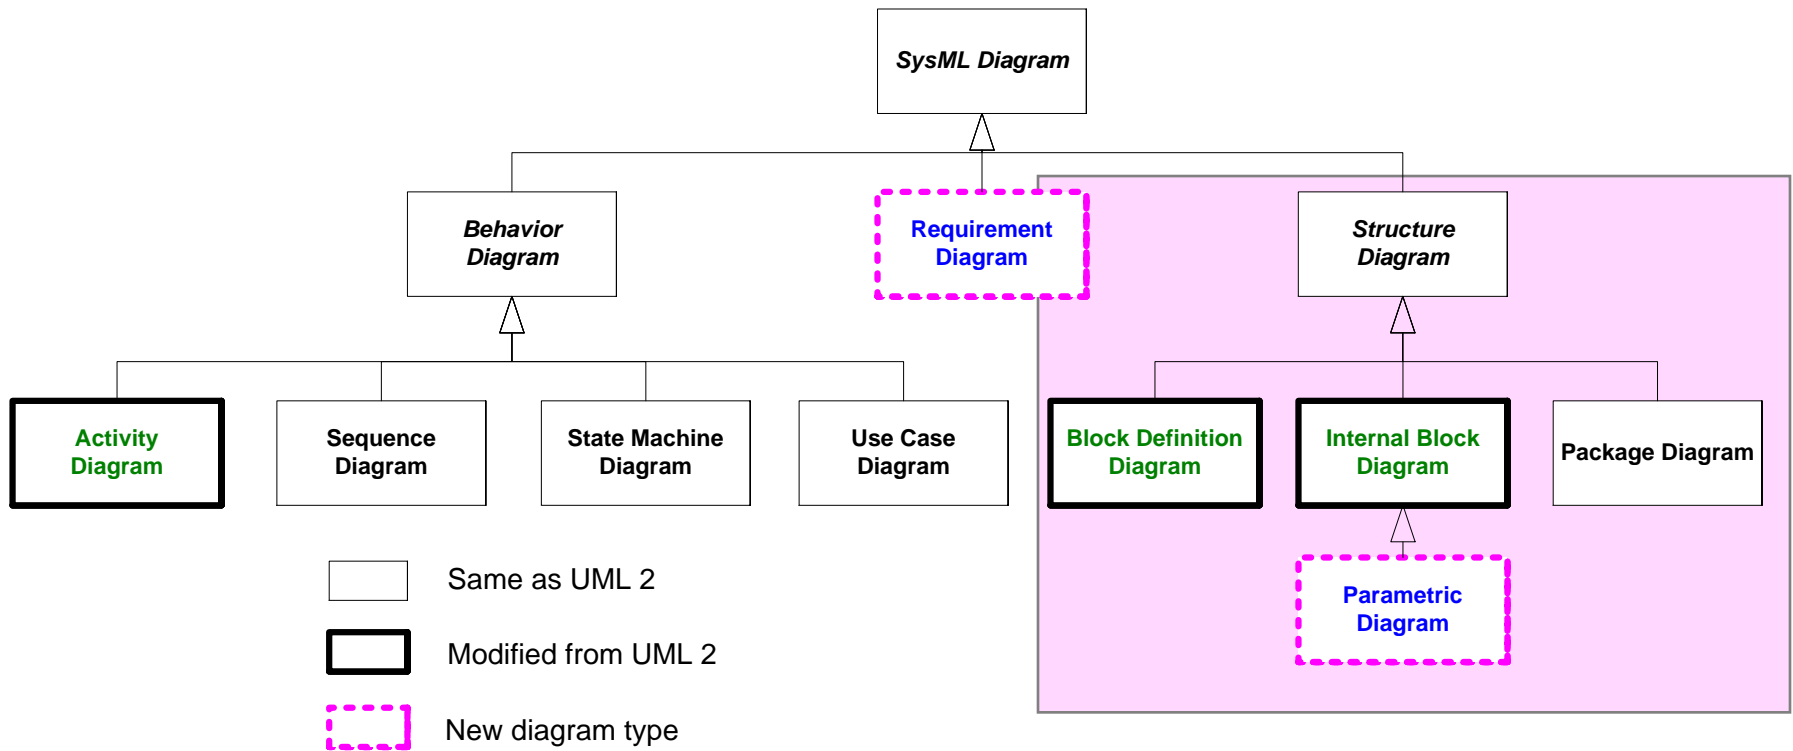 SysML Diagram
Behavior
Diagram
Requirement
Diagram
Structure
Diagram
Activity
Diagram
Sequence
Diagram
State Machine
Diagram
Use Case
Diagram
Block Definition
Diagram
Internal Block
Diagram
Package Diagram
Parametric
Diagram
Same as UML 2
Modified from UML 2
New diagram type